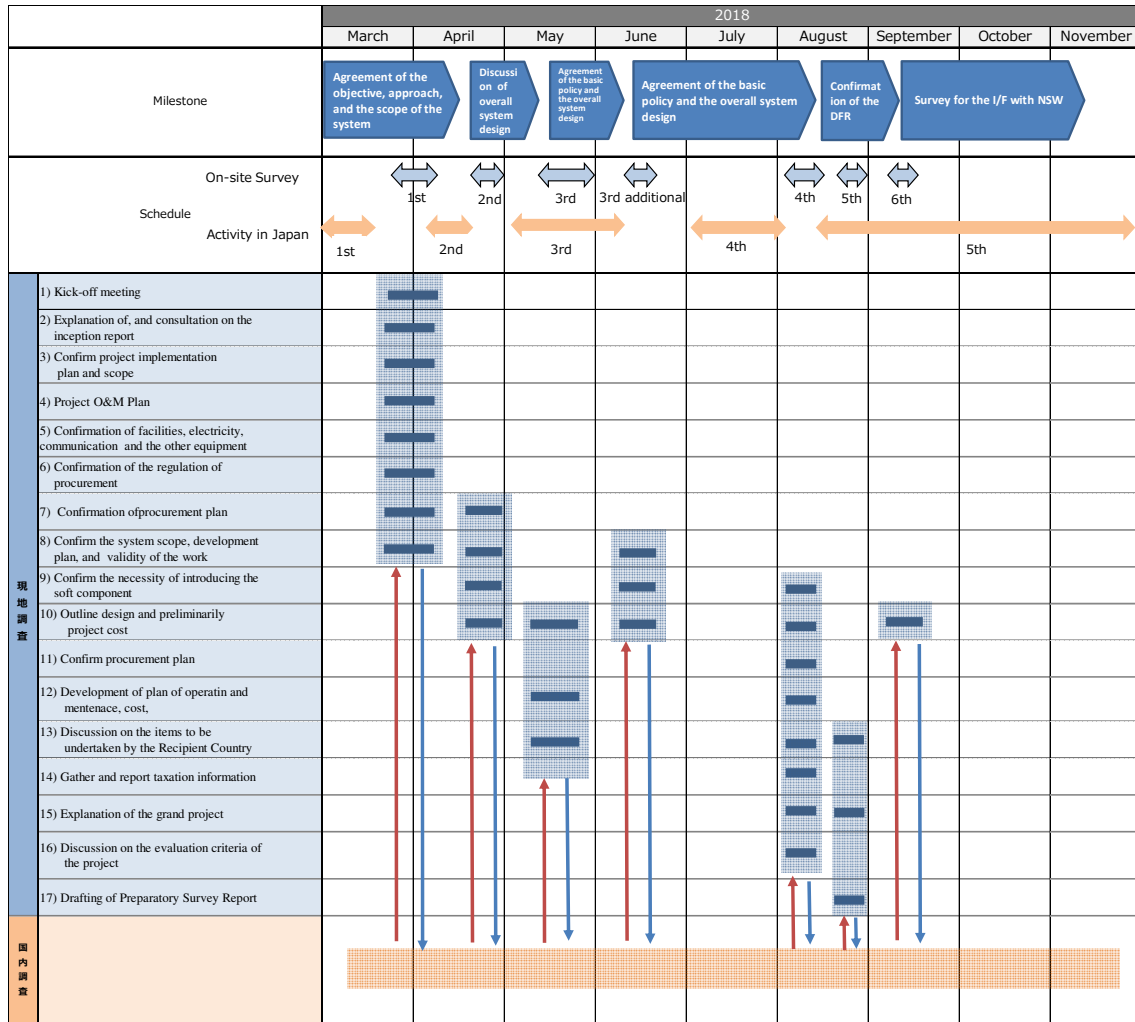 2018
March April May June July August September October November
Milestone
Agreement of the
objective, approach,
and the scope of the
system
Discussi
on of
overall
system
design
Agreement of the basic
policy and the overall
system design
Agreement of the basic
policy and the overall system
design
Confirmat
ion of the
DFR
Survey for the I/F with NSW
Schedule
On-site Survey
1st 2nd 3rd 3rd additional 4th 5th 6th
Activity in Japan
1st 2nd 3rd 4th 5th
現地調査
1) Kick-off meeting
2) Explanation of, and consultation on the
inception report
3) Confirm project implementation
plan and scope
4) Project O&M Plan
5) Confirmation of facilities, electricity,
communication and the other equipment
6) Confirmation of the regulation of
procurement
7) Confirmation ofprocurement plan
8) Confirm the system scope, development
plan, and validity of the work
9) Confirm the necessity of introducing the
soft component
10) Outline design and preliminarily
project cost
11) Confirm procurement plan
12) Development of plan of operatin and
mentenace, cost,
13) Discussion on the items to be
undertaken by the Recipient Country
14) Gather and report taxation information
15) Explanation of the grand project
16) Discussion on the evaluation criteria of
the project
17) Drafting of Preparatory Survey Report
国内調査